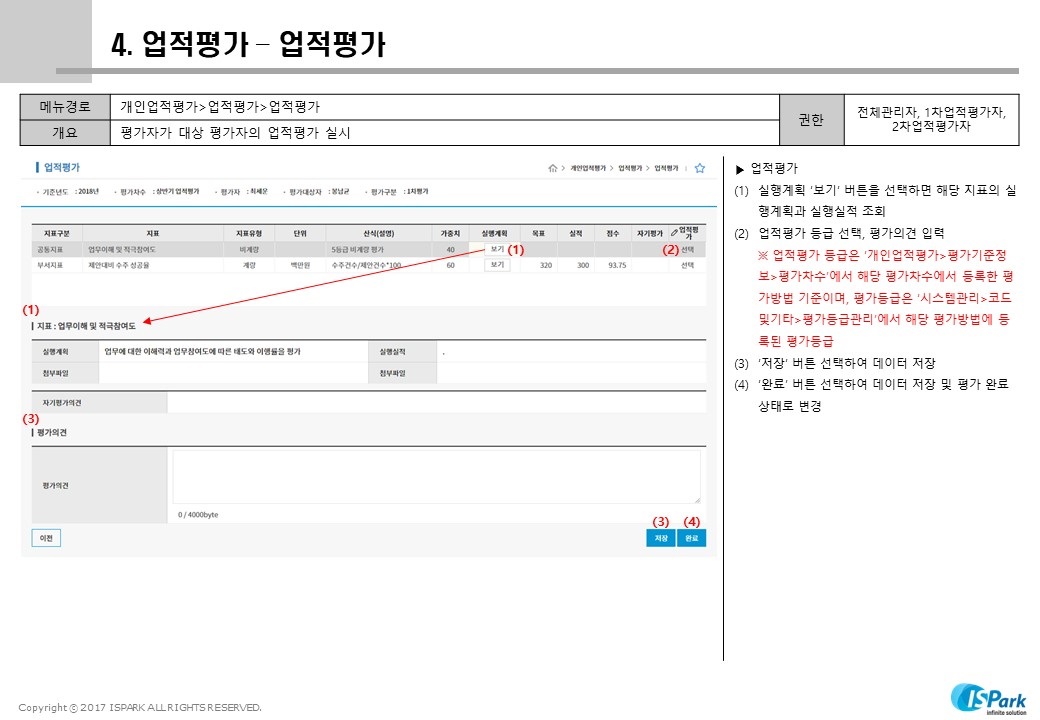 4. 업적평가 – 업적평가
메뉴경로
개인업적평가>업적평가>업적평가
개요
평가자가 대상 평가자의 업적평가 실시
권한
전체관리자, 1차업적평가자,
2차업적평가자
업적평가
개인업적평가 > 업적평가 > 업적평가
• 기준년도 : 2018년 • 평가차수 : 상반기 업적평가 • 평가자 : 최세운 • 평가대상자 : 봉남균 • 평가구분 : 1차평가
지표구분 지표 지표유형 단위 산식(설명) 가중치 실행계획 목표 실적 점수 자기평가 업적평
가
공통지표 업무이해 및 적극참여도 비계량 5등급 비계량 평가 40 보기 (1) (2) 선택
부서지표 제안대비 수주 성공율 계량 백만원 수주건수/제안건수*100 60 보기 320 300 93.75 선택
(1)
지표 : 업무이해 및 적극참여도
실행계획 업무에 대한 이해력과 업무참여도에 따른 태도와 이행률을 평가 실행실적 .
첨부파일 첨부파일
자기평가의견
(3)
평가의견
평가의견
0 / 4000byte
(3) (4)
이전 저장 완료
▶ 업적평가
(1) 실행계획 ‘보기’ 버튼을 선택하면 해당 지표의 실
행계획과 실행실적 조회
(2) 업적평가 등급 선택, 평가의견 입력
※ 업적평가 등급은 ‘개인업적평가>평가기준정
보>평가차수’에서 해당 평가차수에서 등록한 평
가방법 기준이며, 평가등급은 ‘시스템관리>코드
및기타>평가등급관리’에서 해당 평가방법에 등
록된 평가등급
(3) ‘저장’ 버튼 선택하여 데이터 저장
(4) ‘완료’ 버튼 선택하여 데이터 저장 및 평가 완료
상태로 변경
Copyright ⓒ 2017 ISPARK ALL RIGHTS RESERVED.
ISPark
infinite solution